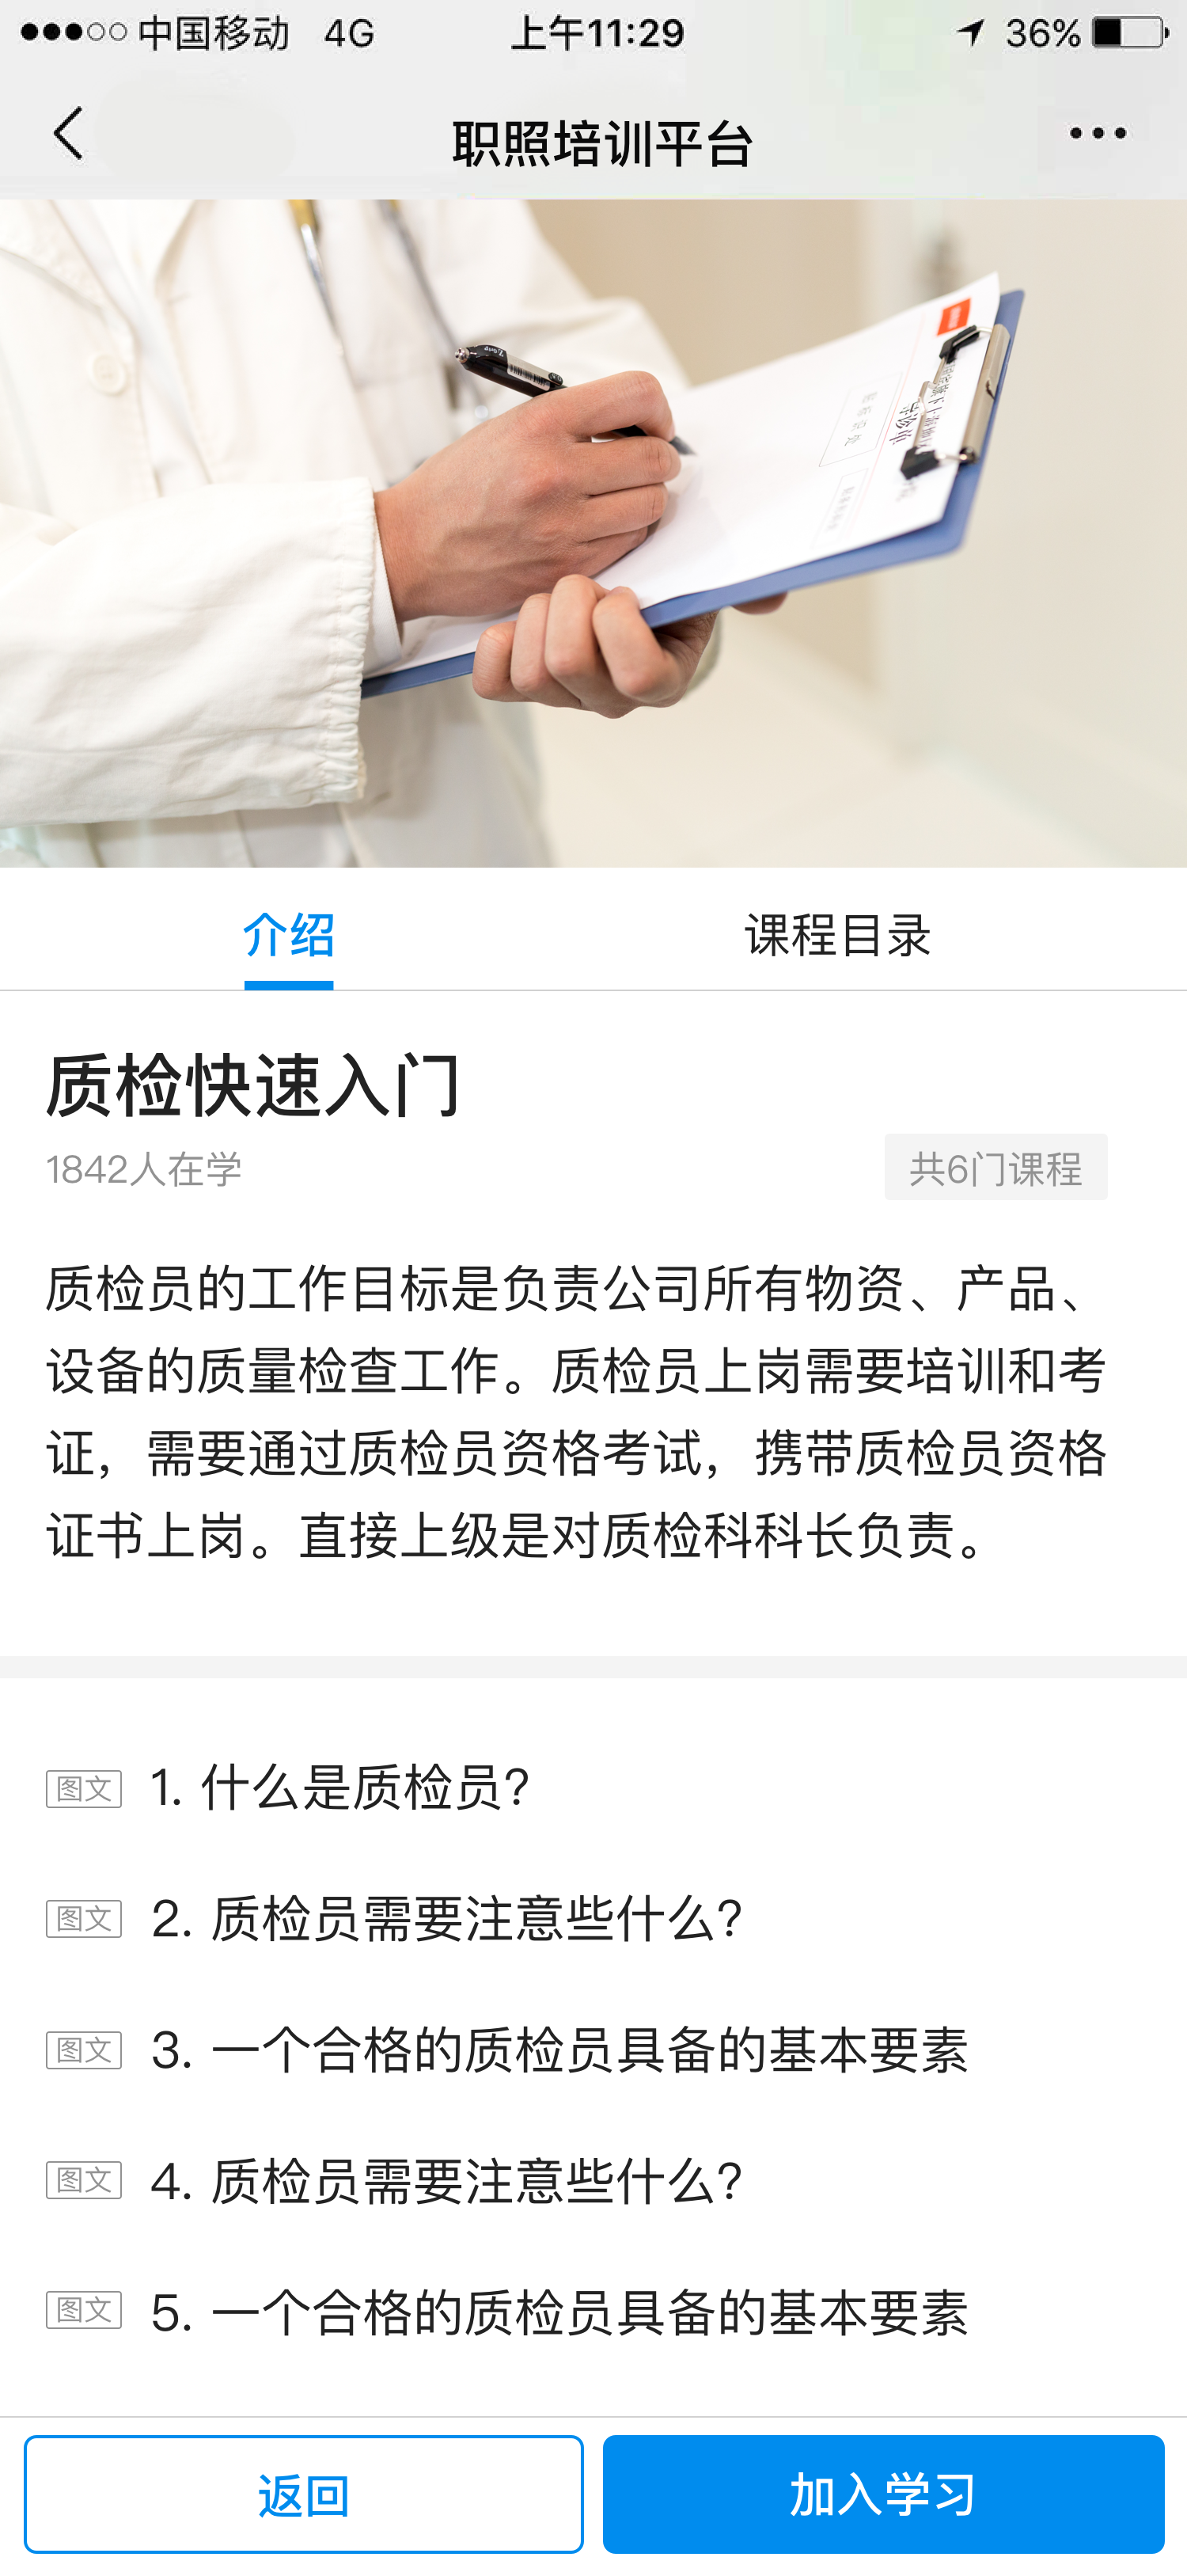 中国移动 4G 上午11:29 36%
职照培训平台
介绍 课程目录
质检快速入门
1842人在学 共6门课程
质检员的工作目标是负责公司所有物资、产品、
设备的质量检查工作。质检员上岗需要培训和考
证，需要通过质检员资格考试，携带质检员资格
证书上岗。直接上级是对质检科科长负责。
图文 1. 什么是质检员?
图文 2. 质检员需要注意些什么?
图文 3. 一个合格的质检员具备的基本要素
图文 4. 质检员需要注意些什么?
图文 5. 一个合格的质检员具备的基本要素
返回 加入学习